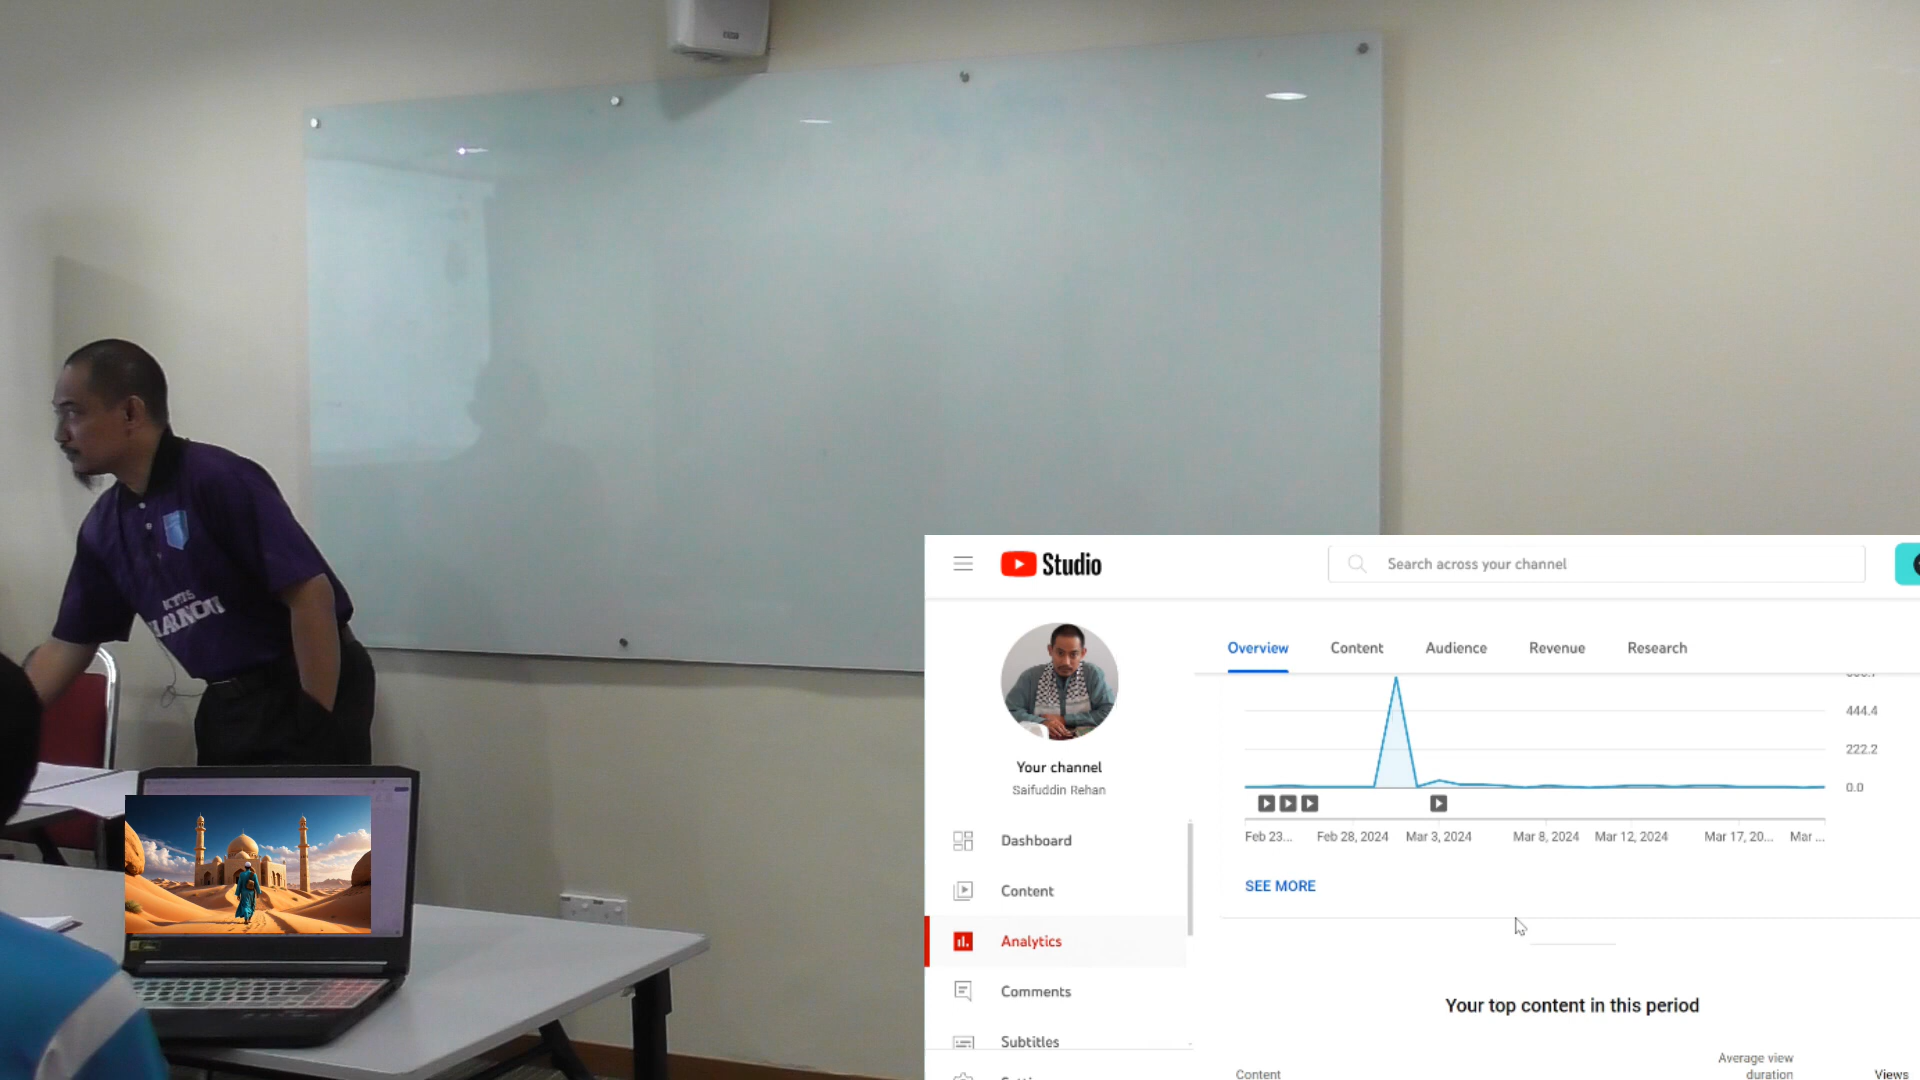 KTDS
Studio
Search across your channel
Overview
Content
Audience
Revenue
Research
444.4
222.2
0.0
Feb 23...
Feb 28, 2024
Mar 3, 2024
Mar 8, 2024
Mar 12, 2024
Mar 17, 20...
Mar ...
SEE MORE
Your channel
Saifuddin Rehan
Dashboard
Content
Analytics
Comments
Subtitles
Your top content in this period
Content
Average view
duration
Views